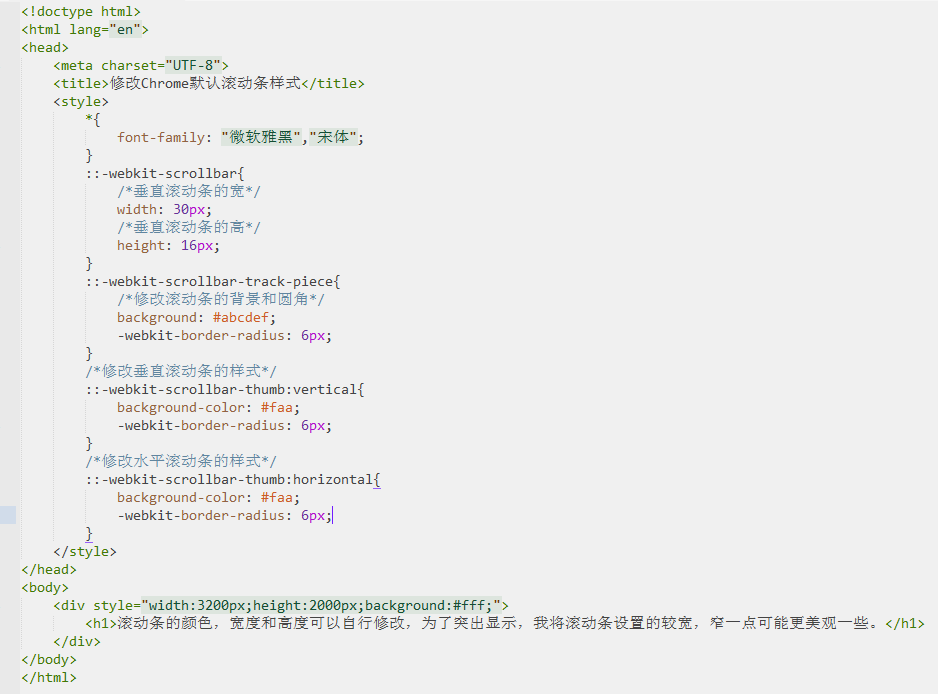 <!doctype html>
<html lang="en">
<head>
    <meta charset="UTF-8">
    <title>修改Chrome默认滚动条样式</title>
    <style>
        *{
            font-family: "微软雅黑","宋体";
        }
        ::-webkit-scrollbar{
            /*垂直滚动条的宽*/
            width: 30px;
            /*垂直滚动条的高*/
            height: 16px;
        }
        ::-webkit-scrollbar-track-piece{
            /*修改滚动条的背景和圆角*/
            background: #abcdef;
            -webkit-border-radius: 6px;
        }
        /*修改垂直滚动条的样式*/
        ::-webkit-scrollbar-thumb:vertical{
            background-color: #faa;
            -webkit-border-radius: 6px;
        }
        /*修改水平滚动条的样式*/
        ::-webkit-scrollbar-thumb:horizontal{
            background-color: #faa;
            -webkit-border-radius: 6px;
        }
    </style>
</head>
<body>
    <div style="width:3200px;height:2000px;background:#fff;">
        <h1>滚动条的颜色，宽度和高度可以自行修改，为了突出显示，我将滚动条设置的较宽，窄一点可能更美观一些。</h1>
    </div>
</body>
</html>